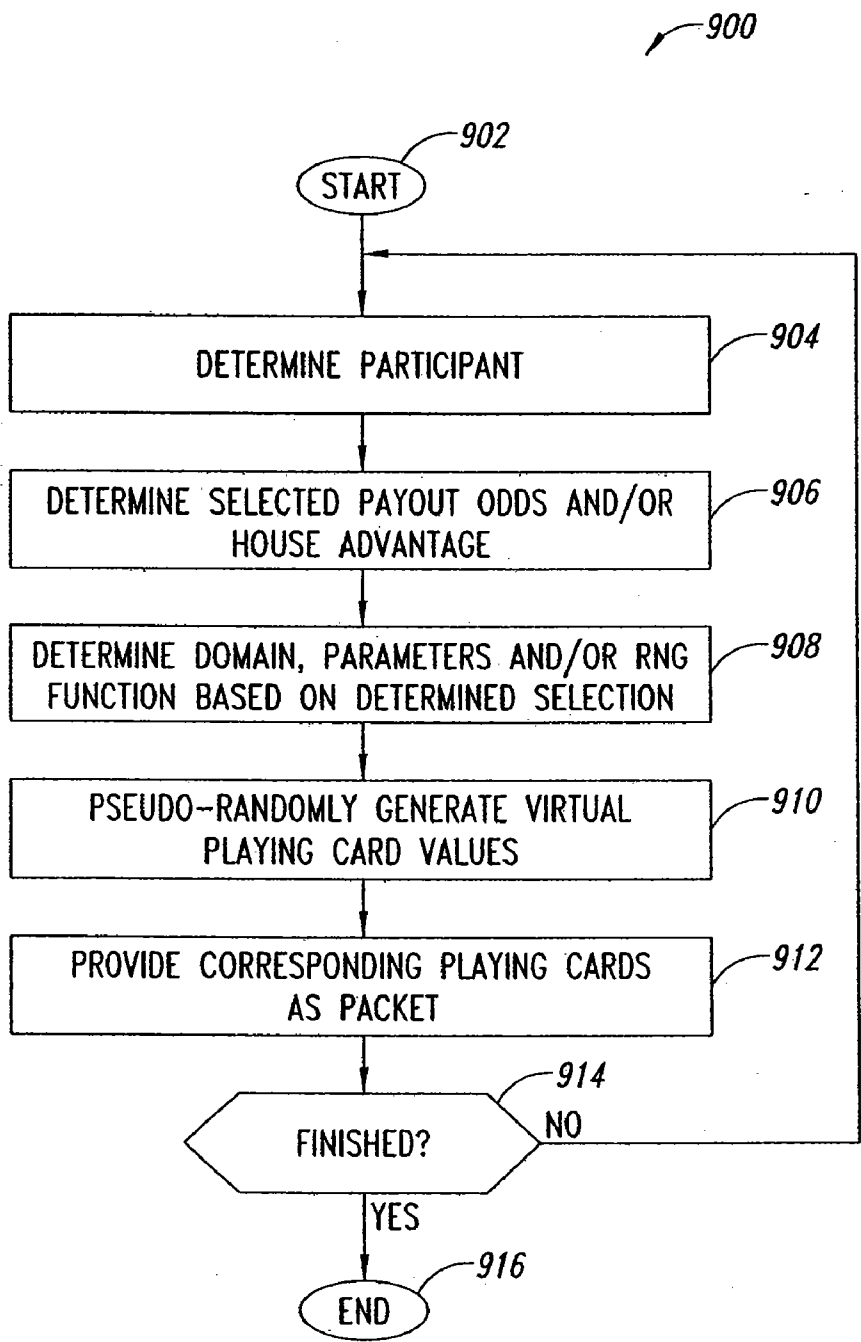 900
902
START
DETERMINE PARTICIPANT
904
DETERMINE SELECTED PAYOUT ODDS AND/OR
HOUSE ADVANTAGE
906
DETERMINE DOMAIN, PARAMETERS AND/OR RNG
FUNCTION BASED ON DETERMINED SELECTION
908
PSEUDO-RANDOMLY GENERATE VIRTUAL
PLAYING CARD VALUES
910
PROVIDE CORRESPONDING PLAYING CARDS
AS PACKET
912
914
FINISHED?
NO
YES
916
END